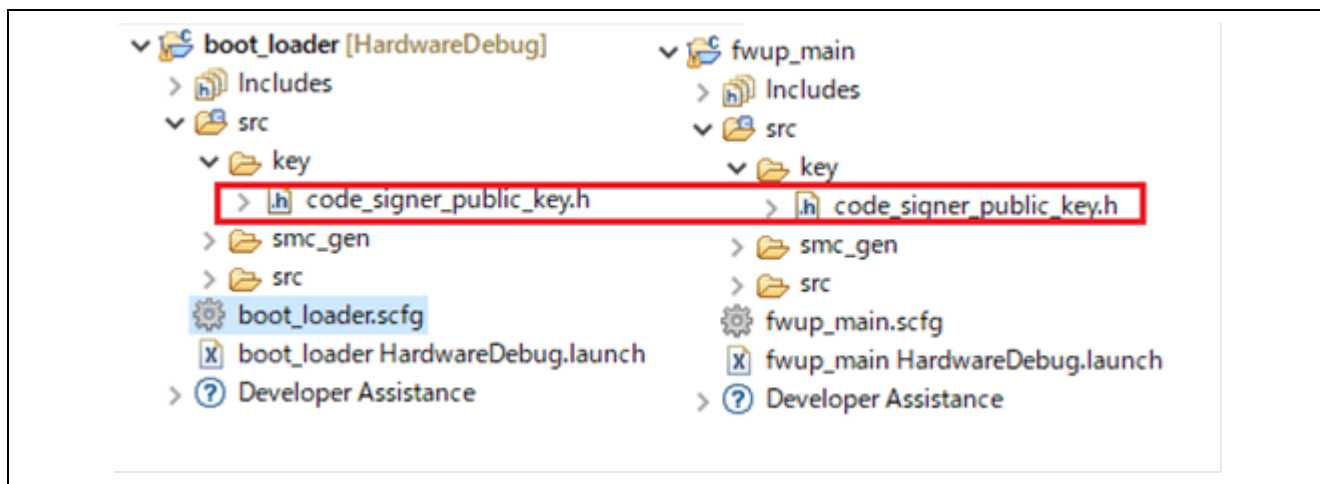 boot_loader [HardwareDebug]
Includes
src
key
code_signer_public_key.h
smc_gen
src
boot_loader.scfg
boot_loader HardwareDebug.launch
Developer Assistance
fwup_main
Includes
src
key
code_signer_public_key.h
smc_gen
src
fwup_main.scfg
fwup_main HardwareDebug.launch
Developer Assistance